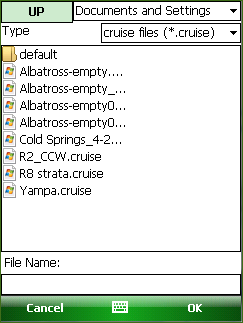 UP Documents and Settings
Type cruise files (*.cruise)
default
Albatross-empty....
Albatross-empty_...
Albatross-empty0...
Albatross-empty0...
Cold Springs_4-2...
R2_CCW.cruise
R8 strata.cruise
Yampa.cruise
File Name:
Cancel OK